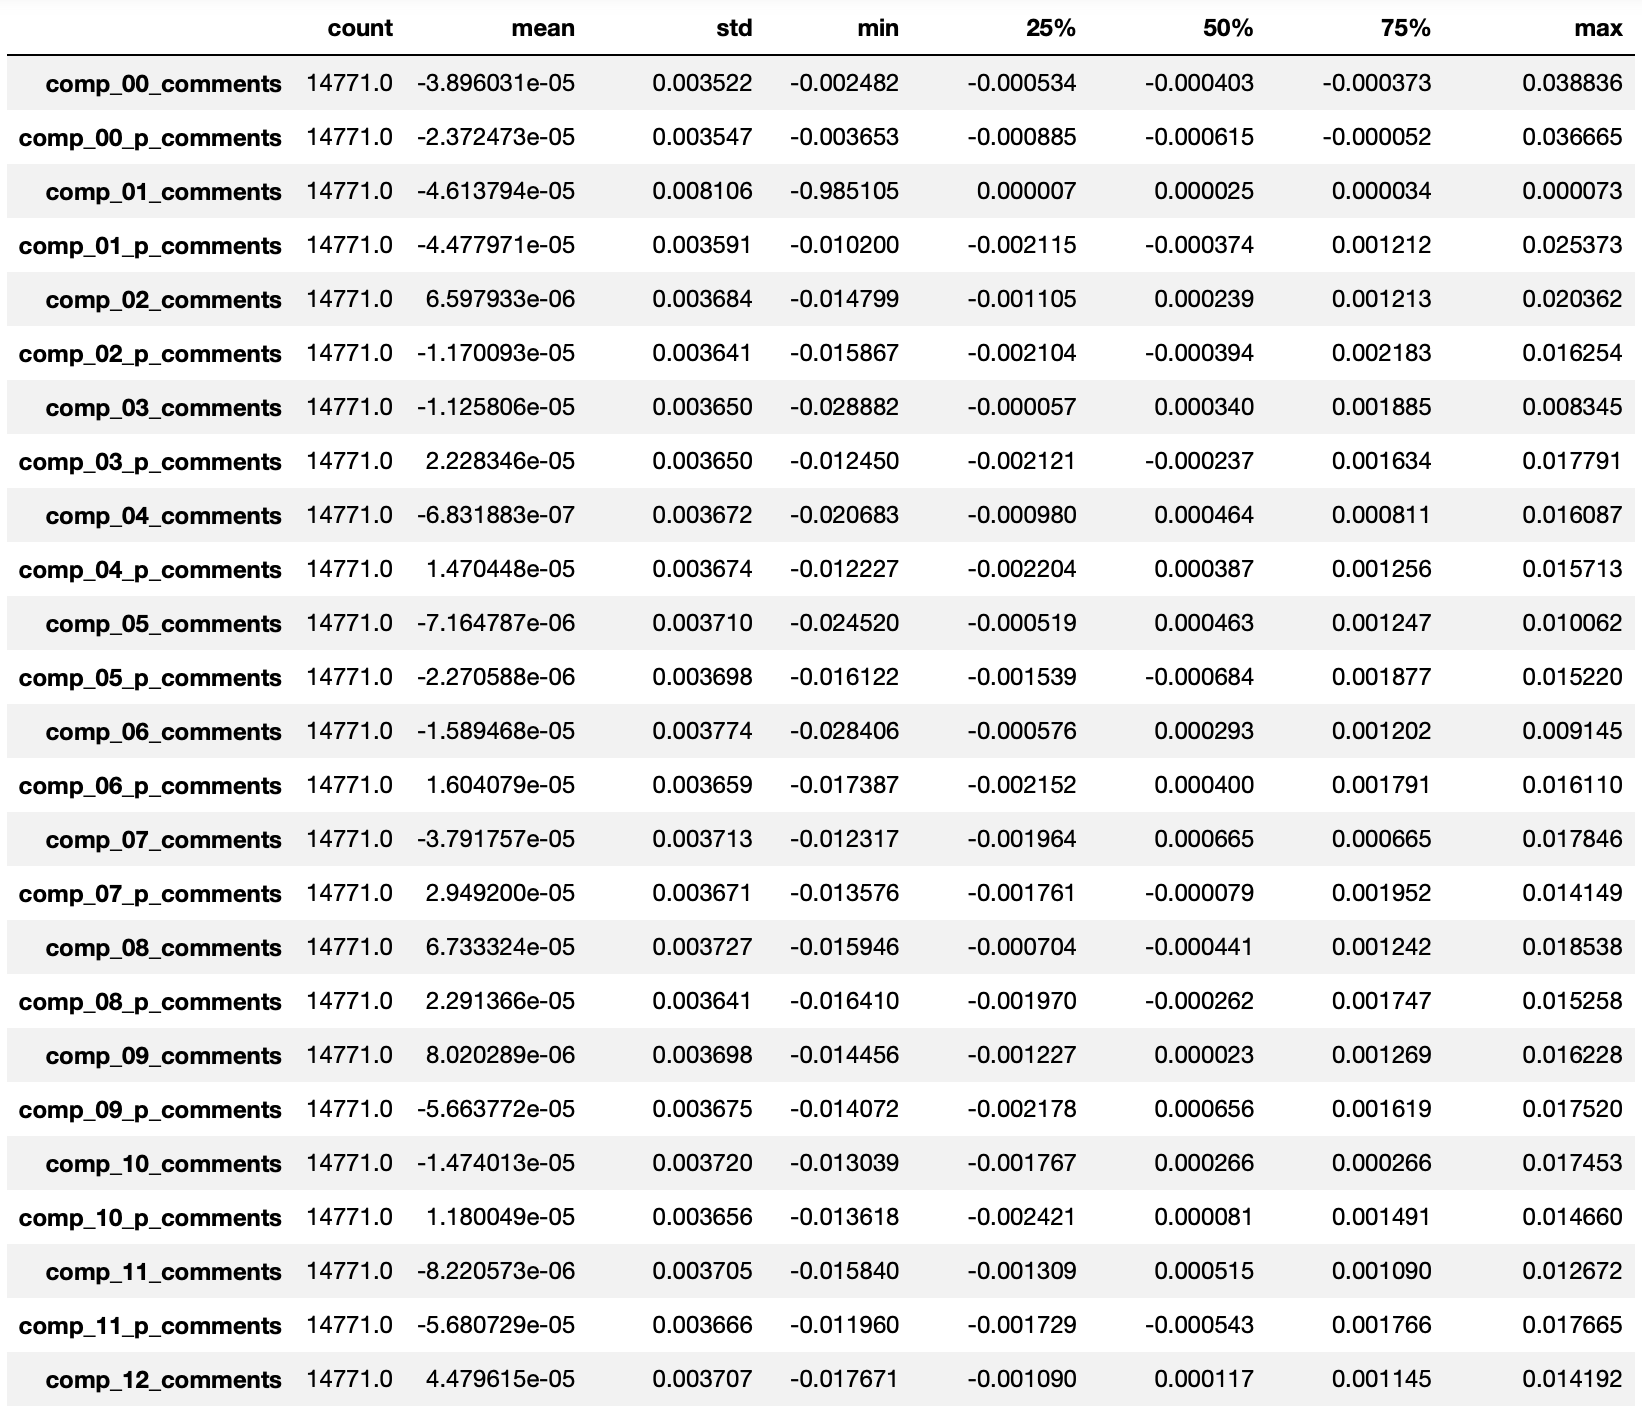 count mean std min 25% 50% 75% max
comp_00_comments 14771.0 -3.896031e-05 0.003522 -0.002482 -0.000534 -0.000403 -0.000373 0.038836
comp_00_p_comments 14771.0 -2.372473e-05 0.003547 -0.003653 -0.000885 -0.000615 -0.000052 0.036665
comp_01_comments 14771.0 -4.613794e-05 0.008106 -0.985105 0.000007 0.000025 0.000034 0.000073
comp_01_p_comments 14771.0 -4.477971e-05 0.003591 -0.010200 -0.002115 -0.000374 0.001212 0.025373
comp_02_comments 14771.0 6.597933e-06 0.003684 -0.014799 -0.001105 0.000239 0.001213 0.020362
comp_02_p_comments 14771.0 -1.170093e-05 0.003641 -0.015867 -0.002104 -0.000394 0.002183 0.016254
comp_03_comments 14771.0 -1.125806e-05 0.003650 -0.028882 -0.000057 0.000340 0.001885 0.008345
comp_03_p_comments 14771.0 2.228346e-05 0.003650 -0.012450 -0.002121 -0.000237 0.001634 0.017791
comp_04_comments 14771.0 -6.831883e-07 0.003672 -0.020683 -0.000980 0.000464 0.000811 0.016087
comp_04_p_comments 14771.0 1.470448e-05 0.003674 -0.012227 -0.002204 0.000387 0.001256 0.015713
comp_05_comments 14771.0 -7.164787e-06 0.003710 -0.024520 -0.000519 0.000463 0.001247 0.010062
comp_05_p_comments 14771.0 -2.270588e-06 0.003698 -0.016122 -0.001539 -0.000684 0.001877 0.015220
comp_06_comments 14771.0 -1.589468e-05 0.003774 -0.028406 -0.000576 0.000293 0.001202 0.009145
comp_06_p_comments 14771.0 1.604079e-05 0.003659 -0.017387 -0.002152 0.000400 0.001791 0.016110
comp_07_comments 14771.0 -3.791757e-05 0.003713 -0.012317 -0.001964 0.000665 0.000665 0.017846
comp_07_p_comments 14771.0 2.949200e-05 0.003671 -0.013576 -0.001761 -0.000079 0.001952 0.014149
comp_08_comments 14771.0 6.733324e-05 0.003727 -0.015946 -0.000704 -0.000441 0.001242 0.018538
comp_08_p_comments 14771.0 2.291366e-05 0.003641 -0.016410 -0.001970 -0.000262 0.001747 0.015258
comp_09_comments 14771.0 8.020289e-06 0.003698 -0.014456 -0.001227 0.000023 0.001269 0.016228
comp_09_p_comments 14771.0 -5.663772e-05 0.003675 -0.014072 -0.002178 0.000656 0.001619 0.017520
comp_10_comments 14771.0 -1.474013e-05 0.003720 -0.013039 -0.001767 0.000266 0.000266 0.017453
comp_10_p_comments 14771.0 1.180049e-05 0.003656 -0.013618 -0.002421 0.000081 0.001491 0.014660
comp_11_comments 14771.0 -8.220573e-06 0.003705 -0.015840 -0.001309 0.000515 0.001090 0.012672
comp_11_p_comments 14771.0 -5.680729e-05 0.003666 -0.011960 -0.001729 -0.000543 0.001766 0.017665
comp_12_comments 14771.0 4.479615e-05 0.003707 -0.017671 -0.001090 0.000117 0.001145 0.014192